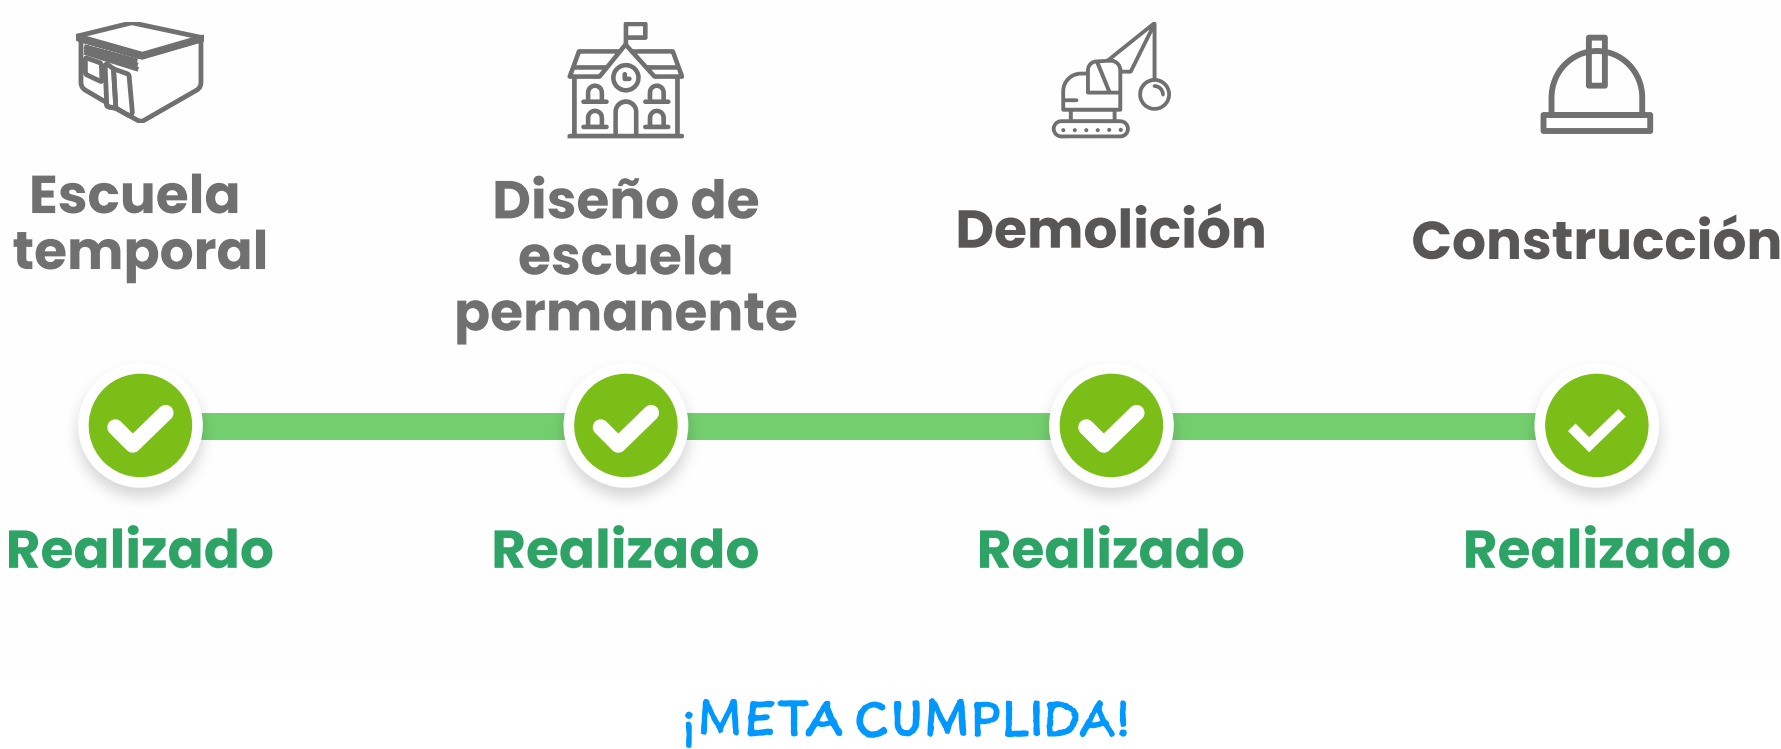 Escuela
temporal
Diseño de
escuela
permanente
Demolición
Construcción
Realizado
Realizado
Realizado
Realizado
¡META CUMPLIDA!